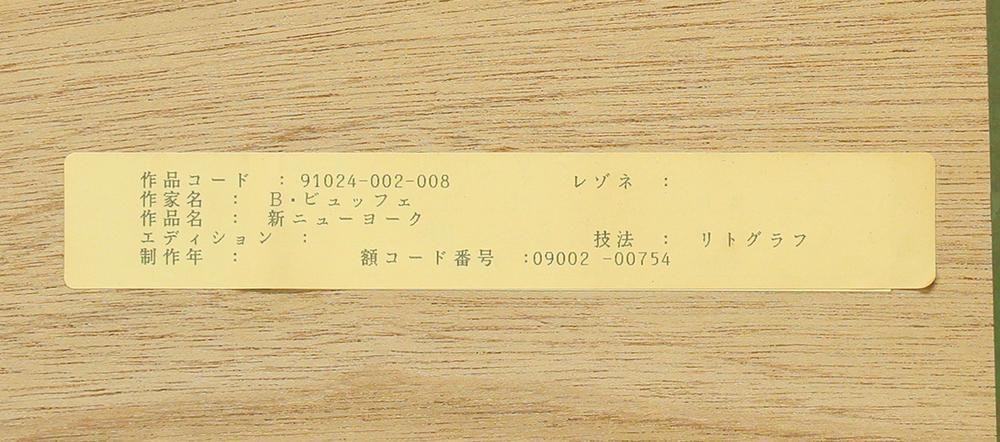 作品コード : 91024-002-008 レゾネ :
作家名 : B・ビュッフェ
作品名 : 新ニューヨーク
エディション : 技法 : リトグラフ
制作年 : 額コード番号 :09002 -00754